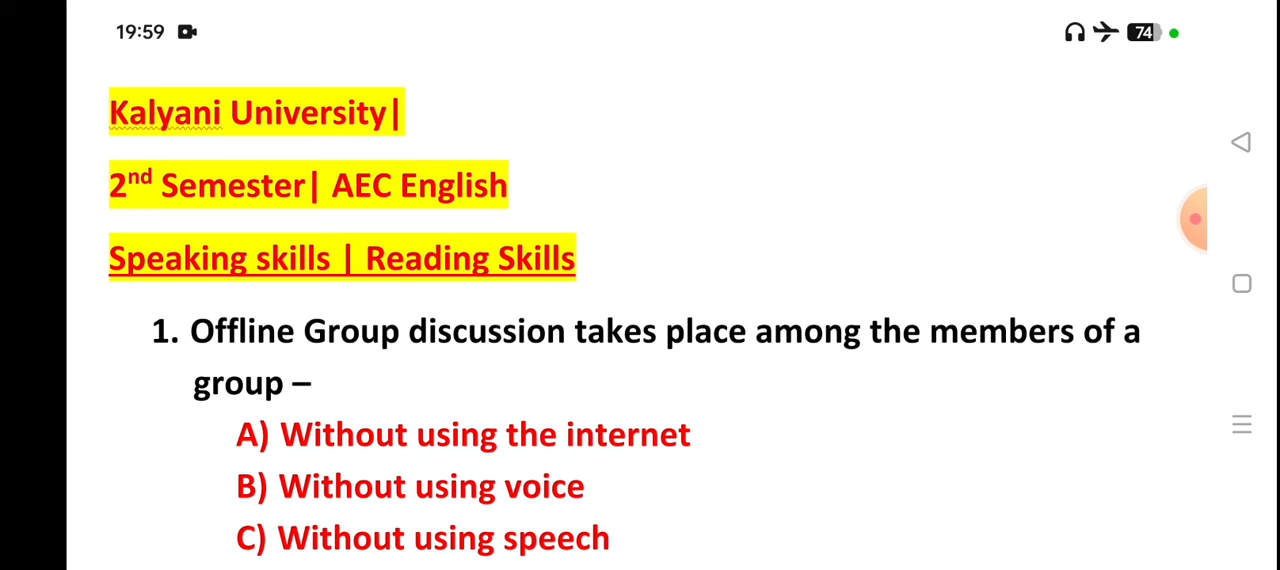 19:59
74
Kalyani University|
2nd Semester| AEC English
Speaking skills | Reading Skills
1. Offline Group discussion takes place among the members of a
group –
A) Without using the internet
B) Without using voice
C) Without using speech